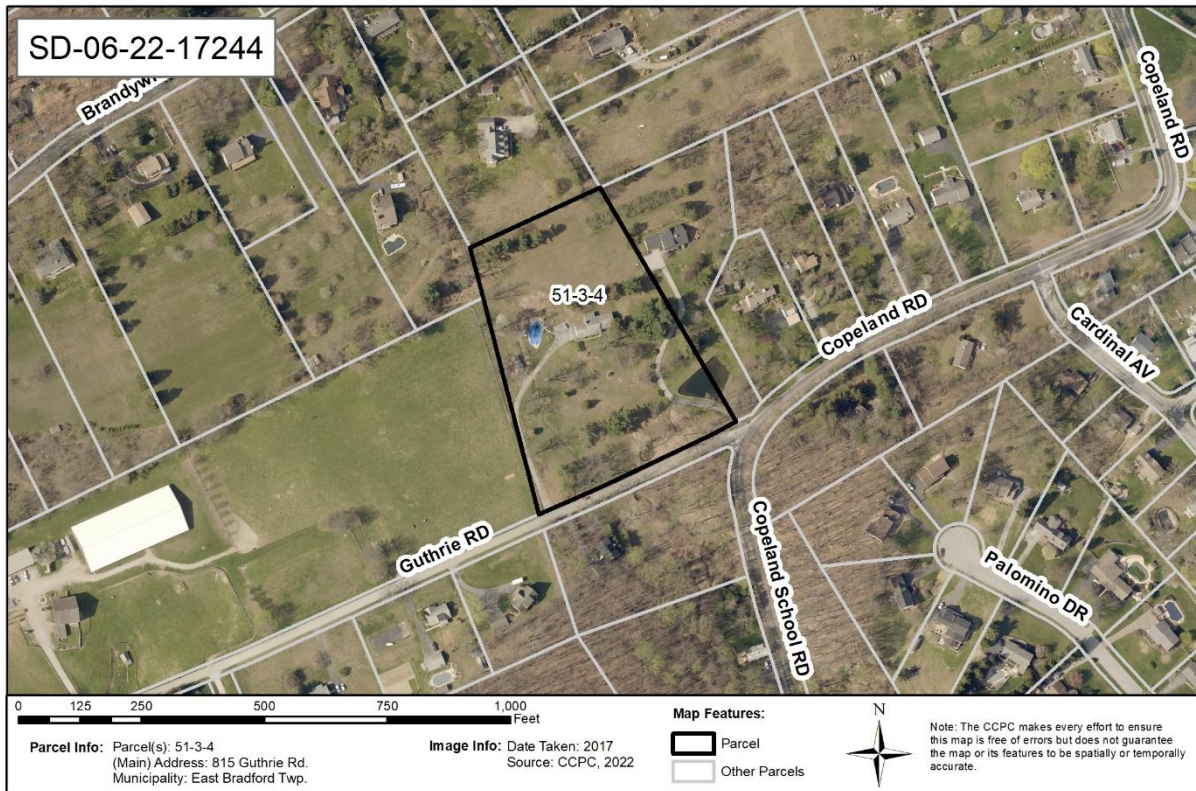 SD-06-22-17244
Copeland RD
51-3-4
Copeland RD
Cardinal AV
Guthrie RD
Copeland School RD
Palomino DR
0 125 250 500 750 1,000
Feet
Parcel Info: Parcel(s): 51-3-4
(Main) Address: 815 Guthrie Rd.
Municipality: East Bradford Twp.
Image Info: Date Taken: 2017
Source: CCPC, 2022
Map Features:
Parcel
Other Parcels
N
Note: The CCPC makes every effort to ensure
this map is free of errors but does not guarantee
the map or its features to be spatially or temporally
accurate.